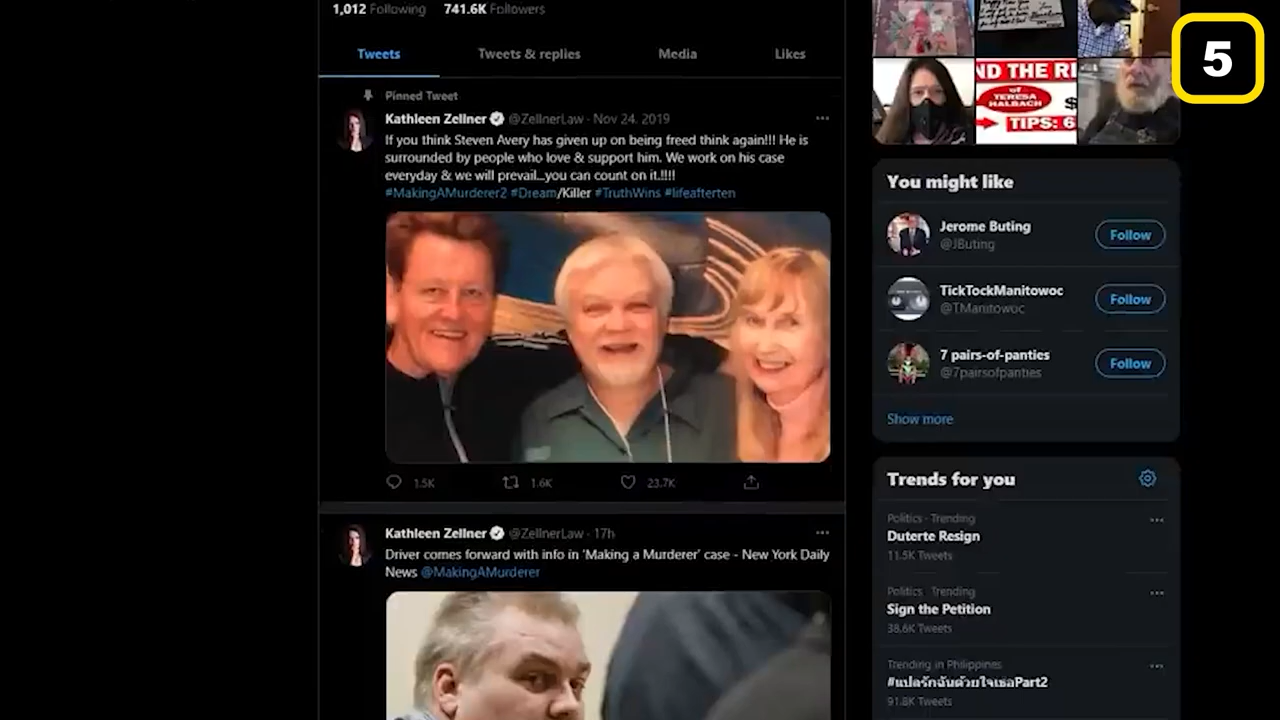 1,012 Following 741.6K Followers
Tweets Tweets & replies Media Likes
Pinned Tweet
Kathleen Zellner @ZellnerLaw · Nov 24, 2019
If you think Steven Avery has given up on being freed think again!!! He is
surrounded by people who love & support him. We work on his case
everyday & we will prevail...you can count on it.!!!!
#MakingAMurderer2 #Dream/Killer #TruthWins #lifeafterten
1.5K 1.6K 23.7K
Kathleen Zellner @ZellnerLaw · 17h
Driver comes forward with info in 'Making a Murderer' case - New York Daily
News @MakingAMurderer
5
ND THE RI
of
TERESA
HALBACH
$
TIPS: 6
You might like
Jerome Buting
@JButing
Follow
TickTockManitowoc
@TManitowoc
Follow
7 pairs-of-panties
@7pairsofpanties
Follow
Show more
Trends for you
Politics · Trending
Duterte Resign
11.5K Tweets
Politics · Trending
Sign the Petition
38.6K Tweets
Trending in Philippines
#แปลรักฉันด้วยใจเธอPart2
91.8K Tweets